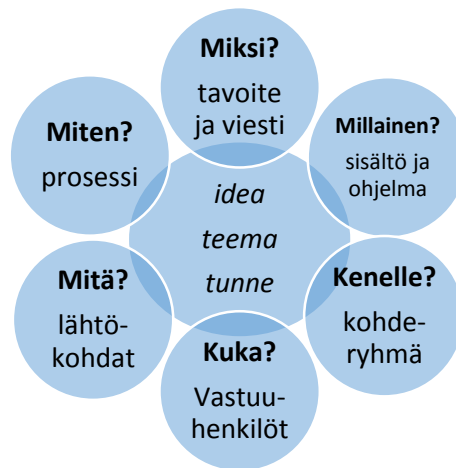 Miksi?
tavoite
ja viesti
Millainen?
sisältö ja
ohjelma
Kenelle?
kohde-
ryhmä
Kuka?
Vastuu-
henkilöt
Mitä?
lähtö-
kohdat
Miten?
prosessi
idea
teema
tunne